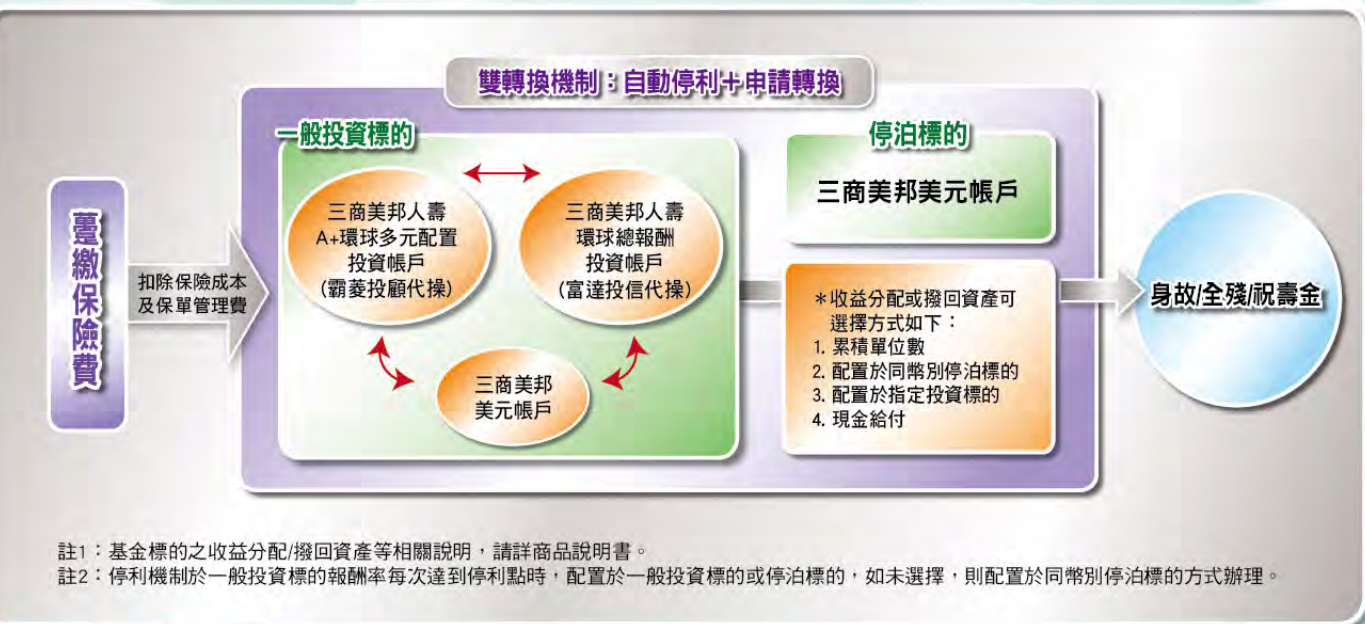 雙轉換機制：自動停利＋申請轉換
躉繳保險費
扣除保險成本
及保單管理費
一般投資標的
三商美邦人壽
A+環球多元配置
投資帳戶
(霸菱投顧代操)
三商美邦人壽
環球總報酬
投資帳戶
(富達投信代操)
三商美邦
美元帳戶
停泊標的
三商美邦美元帳戶
＊收益分配或撥回資產可
選擇方式如下：
1. 累積單位數
2. 配置於同幣別停泊標的
3. 配置於指定投資標的
4. 現金給付
身故/全殘/祝壽金
註1：基金標的之收益分配/撥回資產等相關說明，請詳商品說明書。
註2：停利機制於一般投資標的報酬率每次達到停利點時，配置於一般投資標的或停泊標的，如未選擇，則配置於同幣別停泊標的方式辦理。